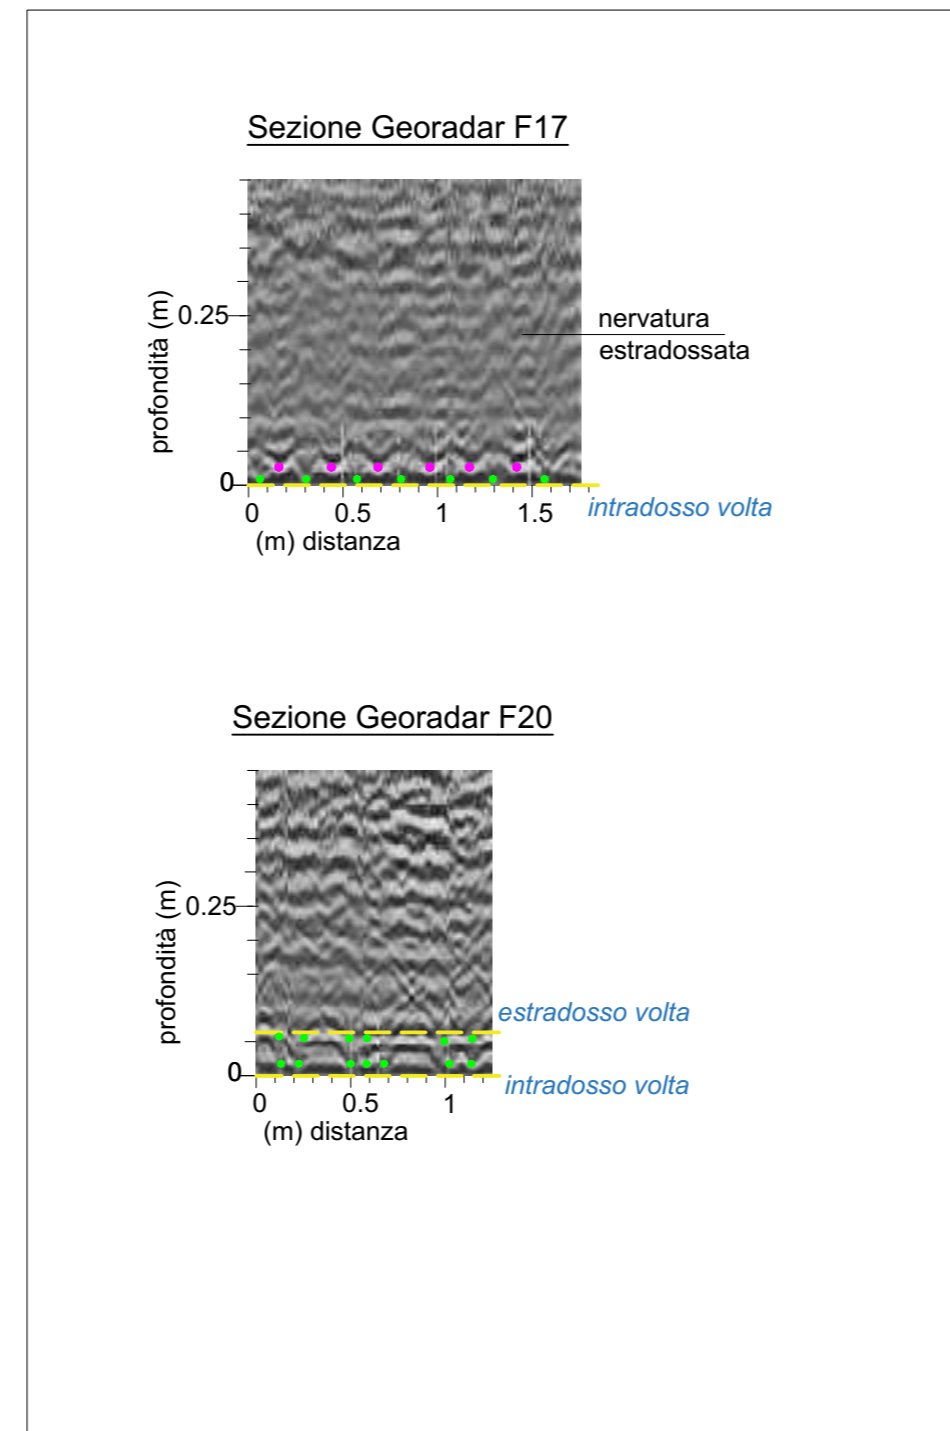 Sezione Georadar F17
profondità (m)
0.25
0
nervatura
estradossata
intradosso volta
0 0.5 1 1.5
(m) distanza
Sezione Georadar F20
profondità (m)
0.25
0
estradosso volta
intradosso volta
0 0.5 1
(m) distanza